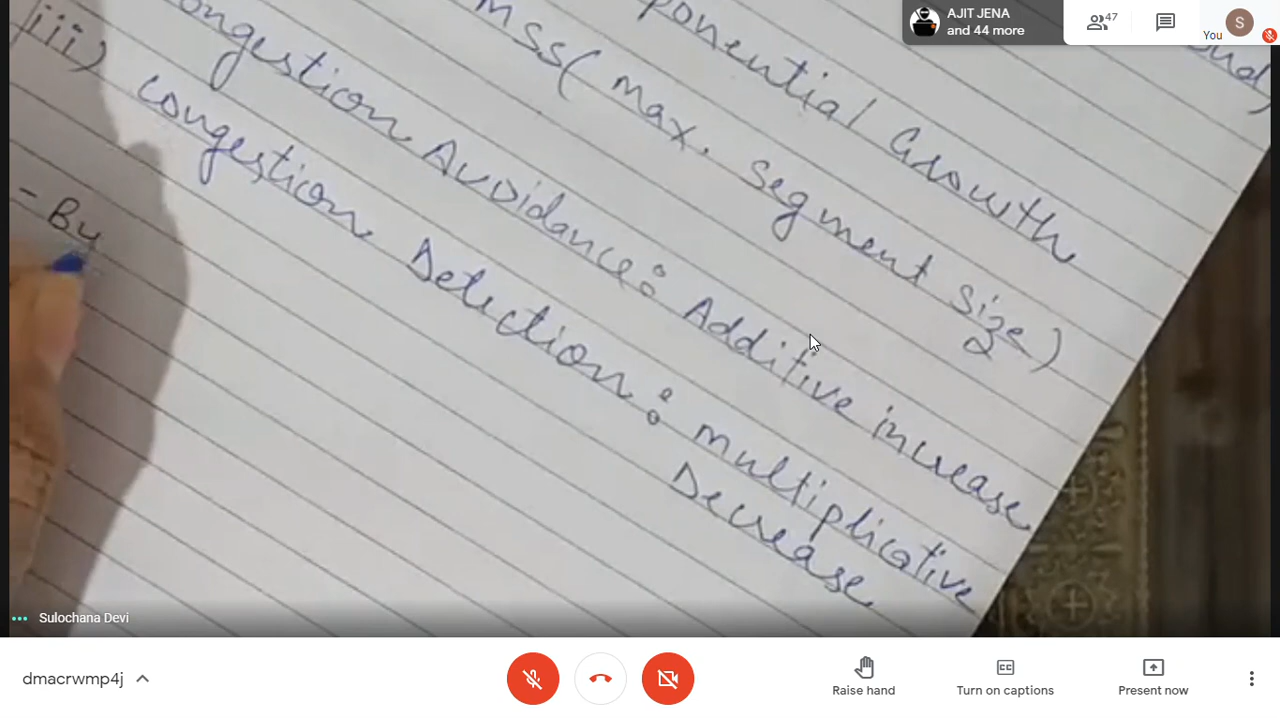 AJIT JENA
and 44 more
47
S
You
ponential Growth
MSS( max. segment size)
ongestion Avoidance: Additive increase
iii) Congestion Detection: multiplicative
Decrease
- By
Sulochana Devi
dmacrwmp4j
Raise hand
Turn on captions
Present now